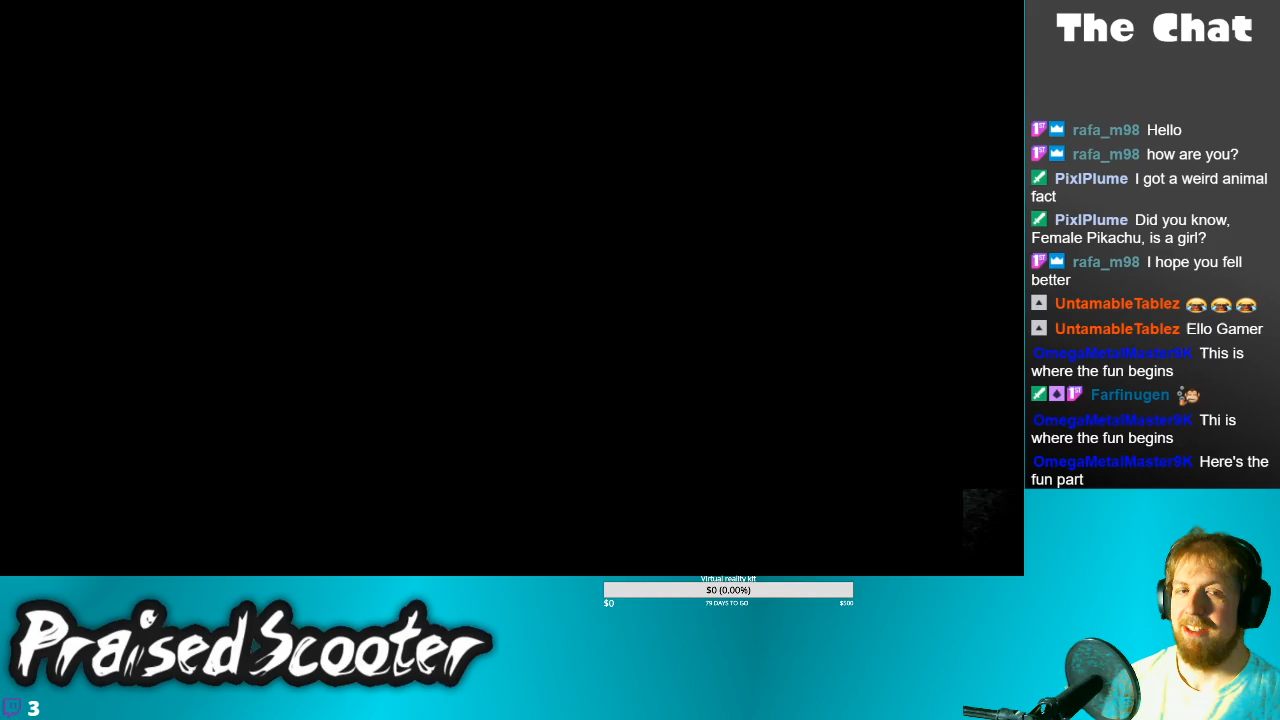 The Chat
rafa_m98 Hello
rafa_m98 how are you?
PixlPlume I got a weird animal
fact
PixlPlume Did you know,
Female Pikachu, is a girl?
rafa_m98 I hope you fell
better
UntamableTablez
UntamableTablez Ello Gamer
OmegaMetalMaster9K This is
where the fun begins
Farfinugen
OmegaMetalMaster9K Thi is
where the fun begins
OmegaMetalMaster9K Here's the
fun part
Virtual reality kit
$0 (0.00%)
$0 79 DAYS TO GO $500
PraisedScooter
3